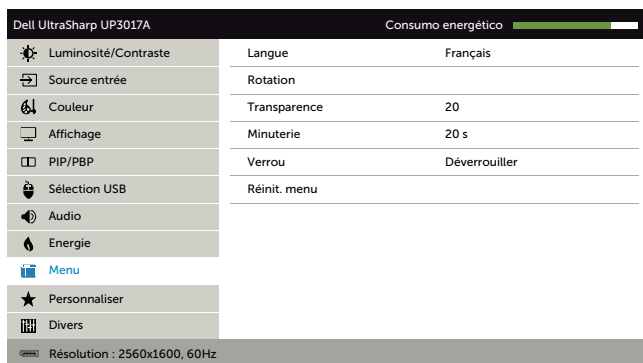 Dell UltraSharp UP3017A Consumo energético
Luminosité/Contraste Langue Français
Source entrée Rotation
Couleur Transparence 20
Affichage Minuterie 20 s
PIP/PBP Verrou Déverrouiller
Sélection USB Réinit. menu
Audio
Energie
Menu
Personnaliser
Divers
Résolution : 2560x1600, 60Hz